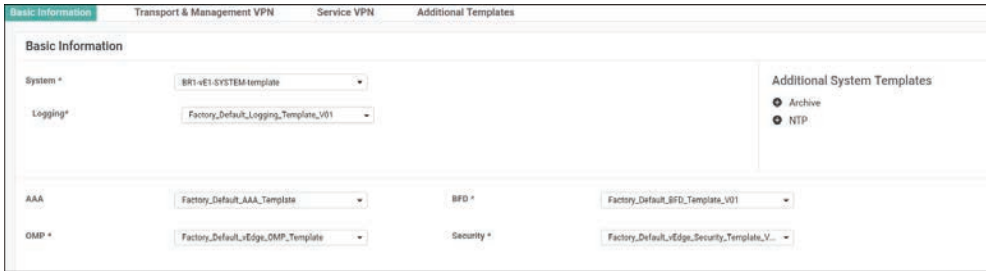 Basic Information Transport & Management VPN Service VPN Additional Templates
Basic Information
System * BR1-vE1-SYSTEM-template
Logging* Factory_Default_Logging_Template_V01
Additional System Templates
Archive
NTP
AAA Factory_Default_AAA_Template BFD * Factory_Default_BFD_Template_V01
OMP * Factory_Default_vEdge_OMP_Template Security * Factory_Default_vEdge_Security_Template_V...